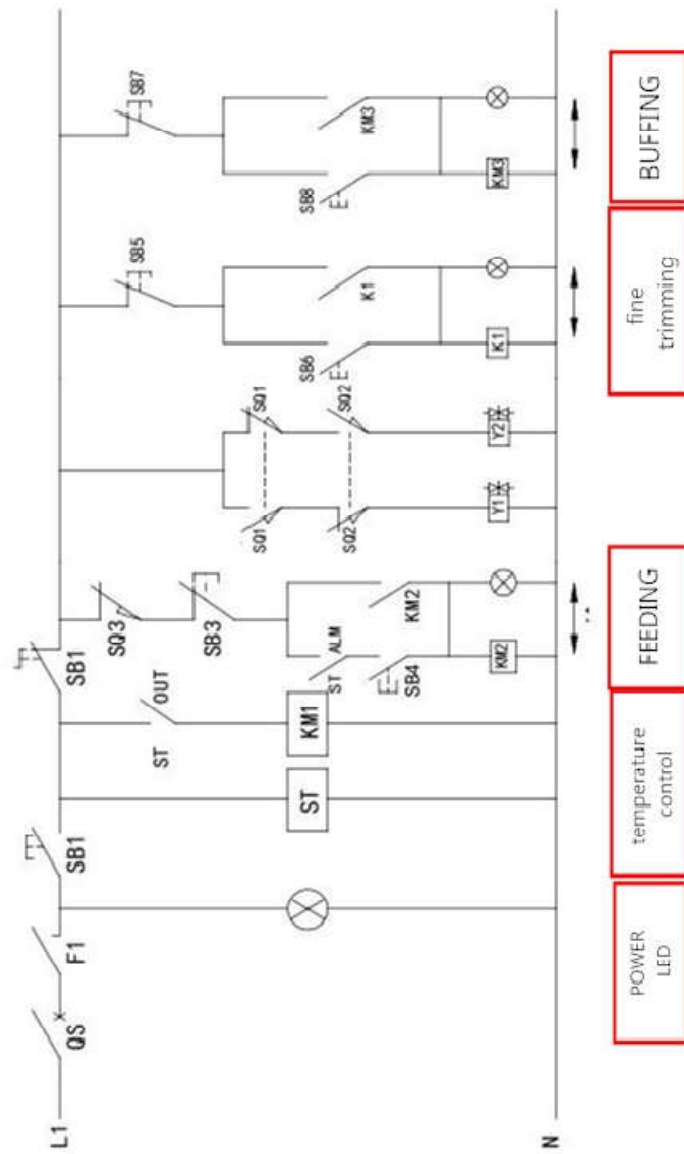 L1
QS
F1
SB1
SB1
ST
ST
OUT
KM1
SQ3
SB3
ST
ALM
SB4
KM2
KM2
SQ1
SQ1
SQ2
SQ2
Y1
Y2
SB5
SB6
K1
K1
SB7
SB8
KM3
KM3
N
POWER
LED
temperature
control
FEEDING
fine
trimming
BUFFING